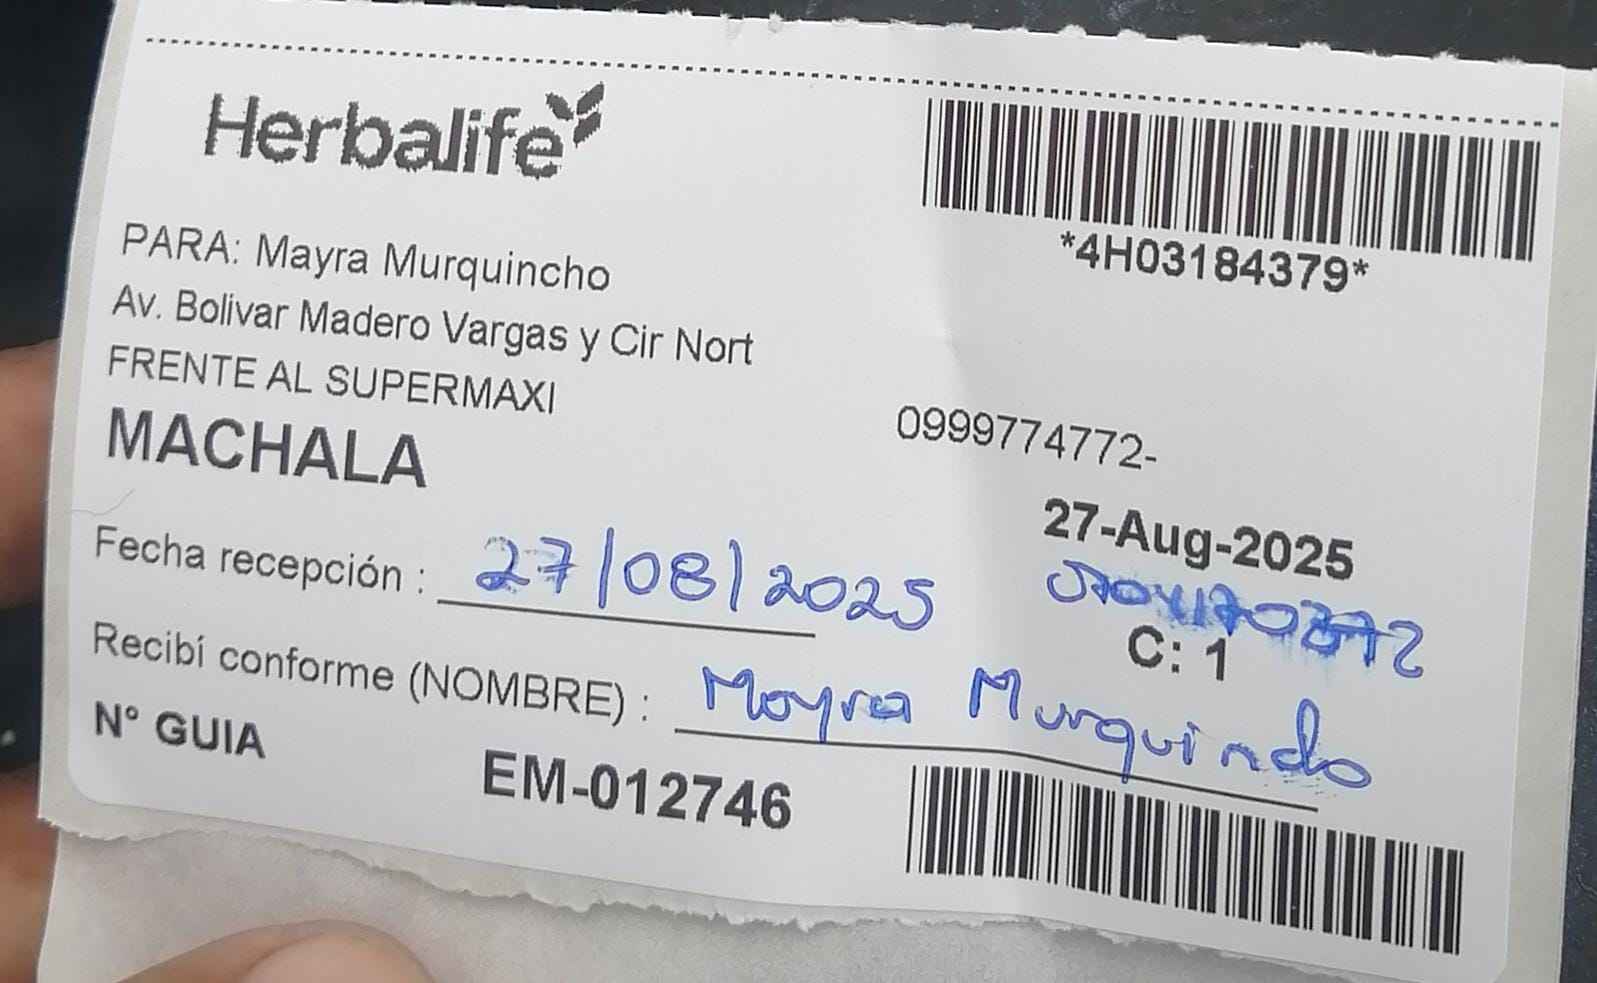 Herbalife
*4H03184379*
PARA: Mayra Murquincho
Av. Bolivar Madero Vargas y Cir Nort
FRENTE AL SUPERMAXI
MACHALA
0999774772-
27-Aug-2025
Fecha recepción : 27/08/2025
C: 1
Recibí conforme (NOMBRE) : Mayra Murquindo
N° GUIA
EM-012746